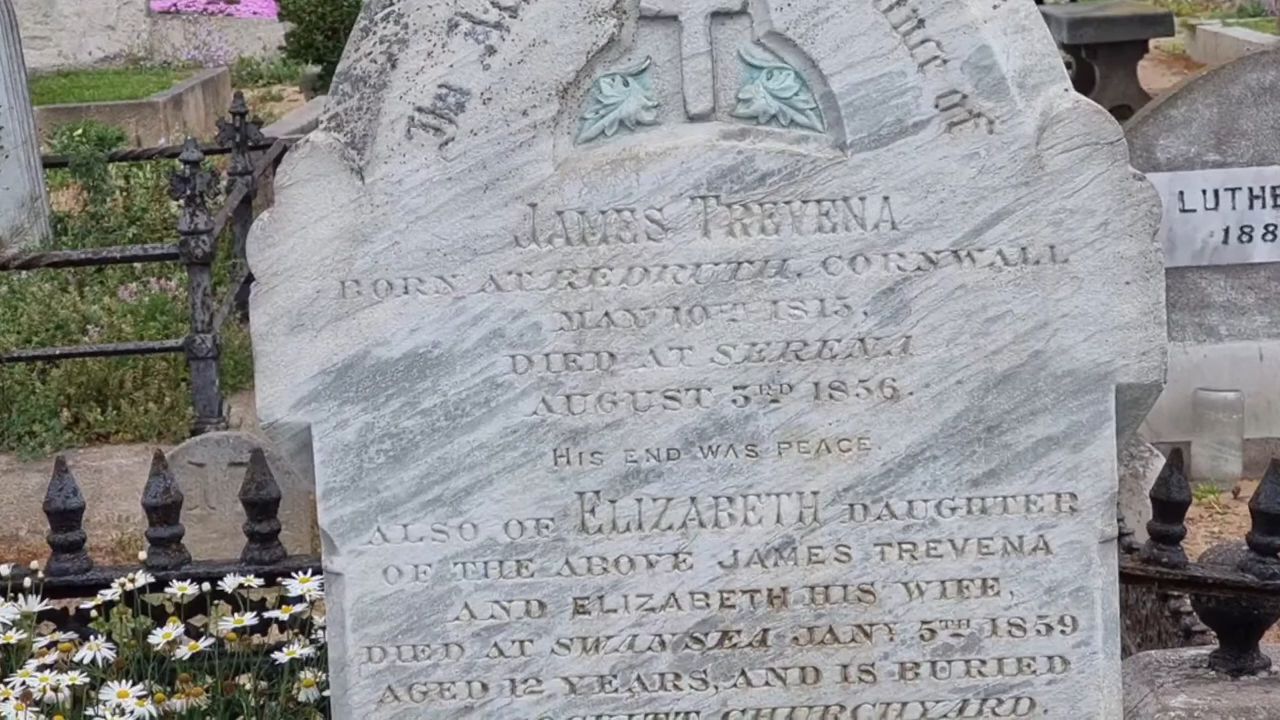 In
ance of
JAMES TREVENA
BORN AT REDRUTH, CORNWALL
MAY 10TH 1815,
DIED AT SERENA
AUGUST 3RD 1856.
HIS END WAS PEACE.
ALSO OF ELIZABETH DAUGHTER
OF THE ABOVE JAMES TREVENA
AND ELIZABETH HIS WIFE,
DIED AT SWANSEA JANY 5TH 1859
AGED 12 YEARS, AND IS BURIED
CHURCHYARD.
LUTHE
188